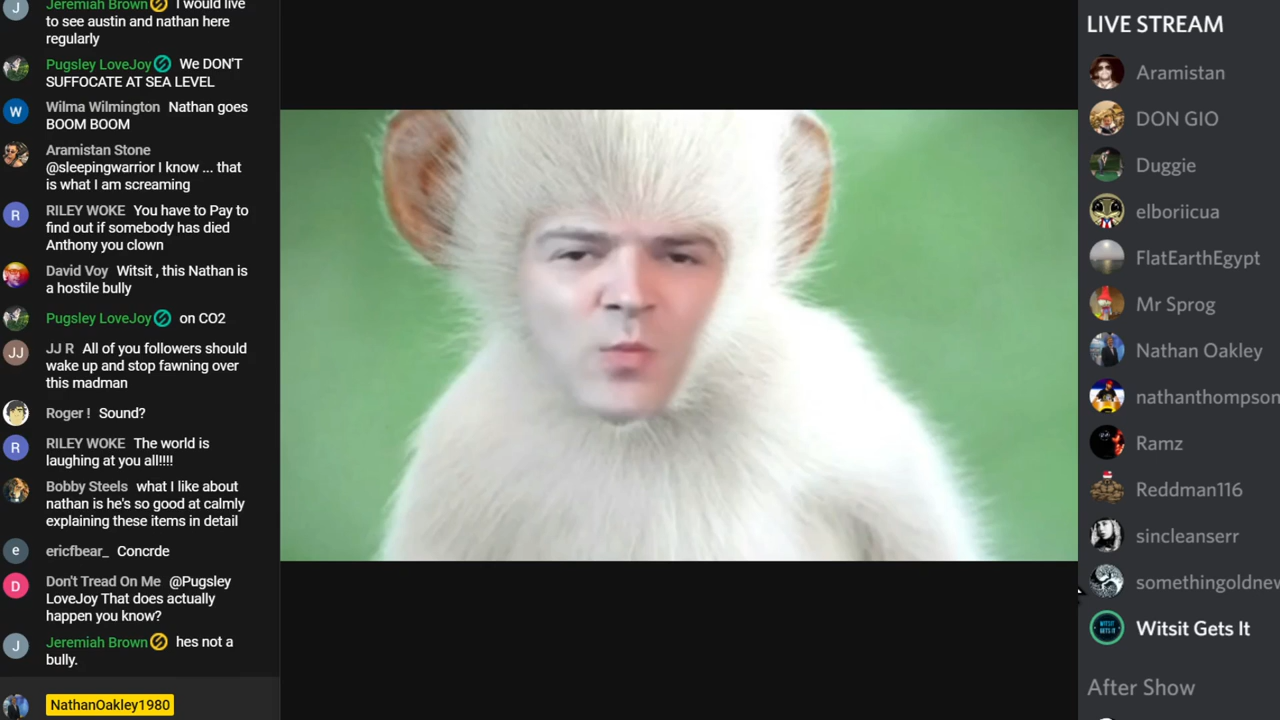 Jeremiah Brown I would live
to see austin and nathan here
regularly
Pugsley LoveJoy We DON'T
SUFFOCATE AT SEA LEVEL
Wilma Wilmington Nathan goes
BOOM BOOM
Aramistan Stone
@sleepingwarrior I know ... that
is what I am screaming
RILEY WOKE You have to Pay to
find out if somebody has died
Anthony you clown
David Voy Witsit , this Nathan is
a hostile bully
Pugsley LoveJoy on CO2
JJ R All of you followers should
wake up and stop fawning over
this madman
Roger ! Sound?
RILEY WOKE The world is
laughing at you all!!!!
Bobby Steels what I like about
nathan is he's so good at calmly
explaining these items in detail
ericfbear_ Concrde
Don't Tread On Me @Pugsley
LoveJoy That does actually
happen you know?
Jeremiah Brown hes not a
bully.
NathanOakley1980
LIVE STREAM
Aramistan
DON GIO
Duggie
elboriicua
FlatEarthEgypt
Mr Sprog
Nathan Oakley
nathanthompson
Ramz
Reddman116
sincleanserr
somethingoldnew
Witsit Gets It
After Show